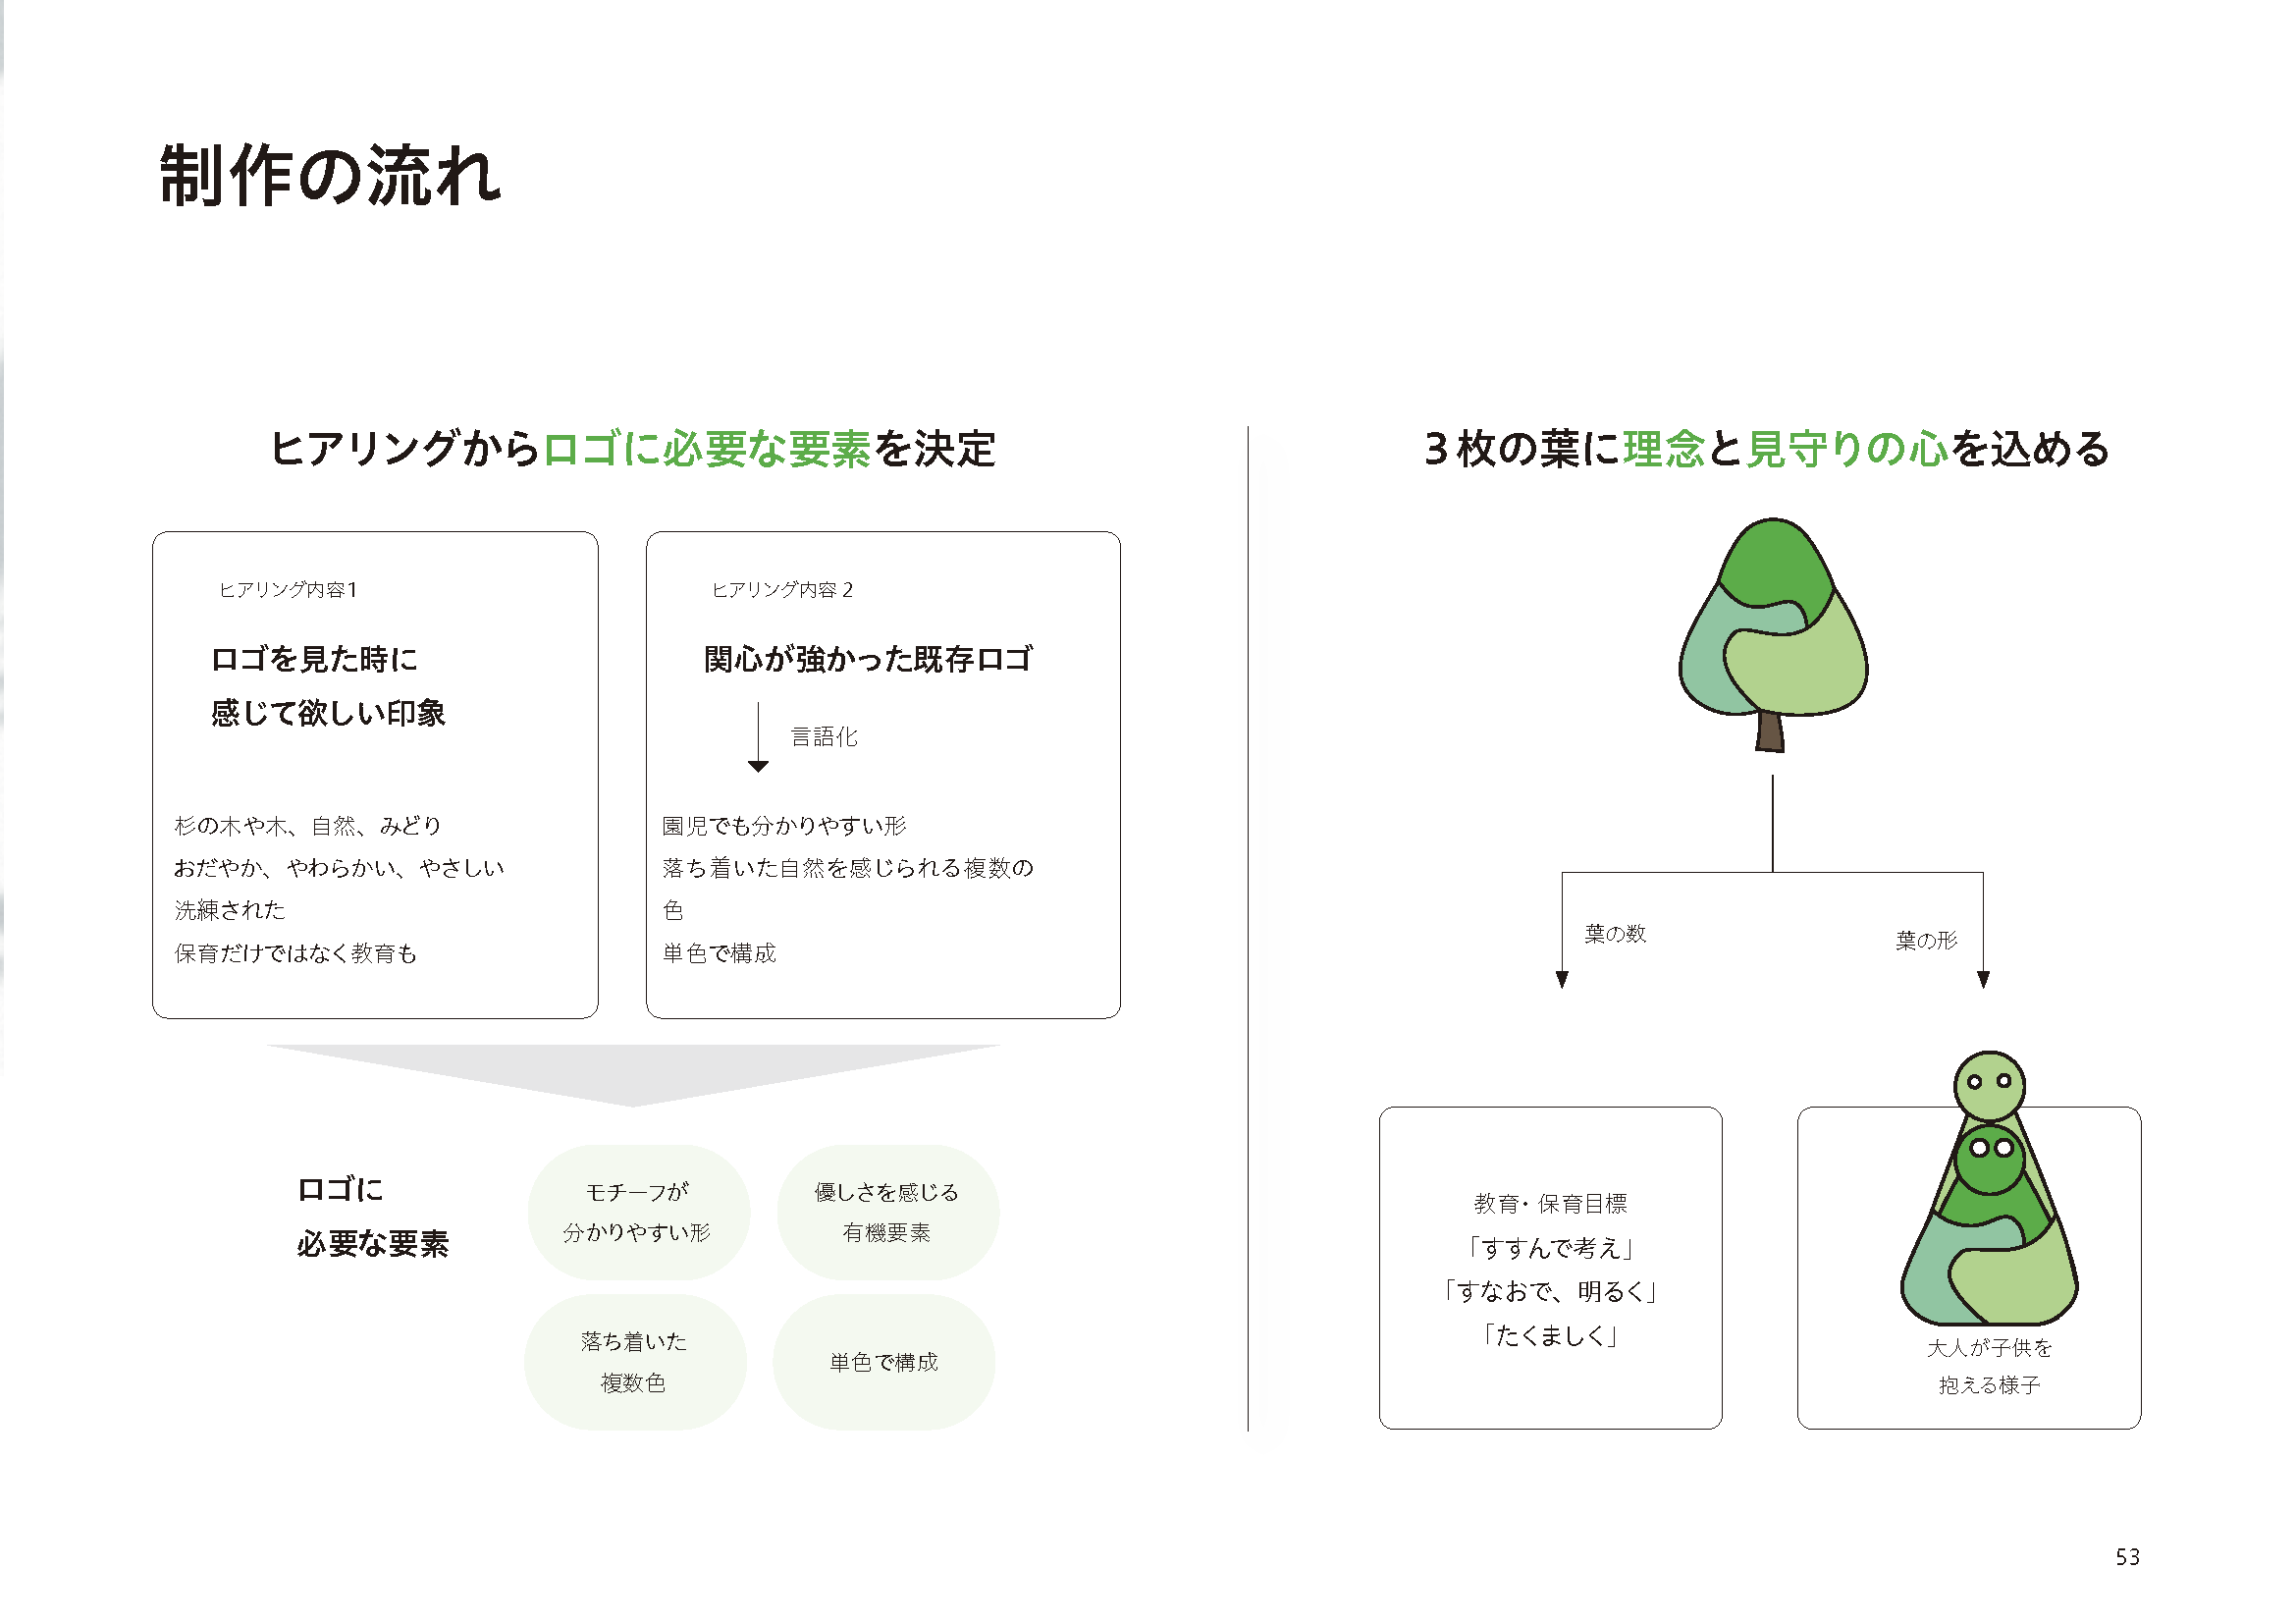 制作の流れ
ヒアリングからロゴに必要な要素を決定
ヒアリング内容1
ロゴを見た時に
感じて欲しい印象
杉の木や木、自然、みどり
おだやか、やわらかい、やさしい
洗練された
保育だけではなく教育も
ヒアリング内容 2
関心が強かった既存ロゴ
言語化
園児でも分かりやすい形
落ち着いた自然を感じられる複数の
色
単色で構成
ロゴに
必要な要素
モチーフが
分かりやすい形
優しさを感じる
有機要素
落ち着いた
複数色
単色で構成
3枚の葉に理念と見守りの心を込める
葉の数
葉の形
教育・保育目標
「すすんで考え」
「すなおで、明るく」
「たくましく」
大人が子供を
抱える様子
53